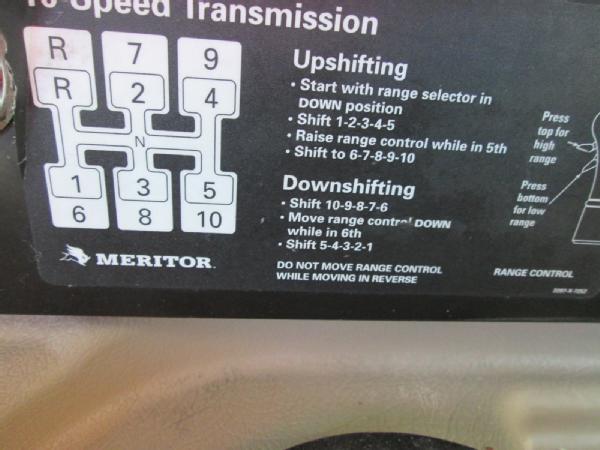 10-Speed Transmission
R 7 9
R 2 4
N
1 3 5
6 8 10
MERITOR
Upshifting
• Start with range selector in
DOWN position
• Shift 1-2-3-4-5
• Raise range control while in 5th
• Shift to 6-7-8-9-10
Downshifting
• Shift 10-9-8-7-6
• Move range control DOWN
while in 6th
• Shift 5-4-3-2-1
DO NOT MOVE RANGE CONTROL
WHILE MOVING IN REVERSE
Press
top for
high
range
Press
bottom
for low
range
RANGE CONTROL